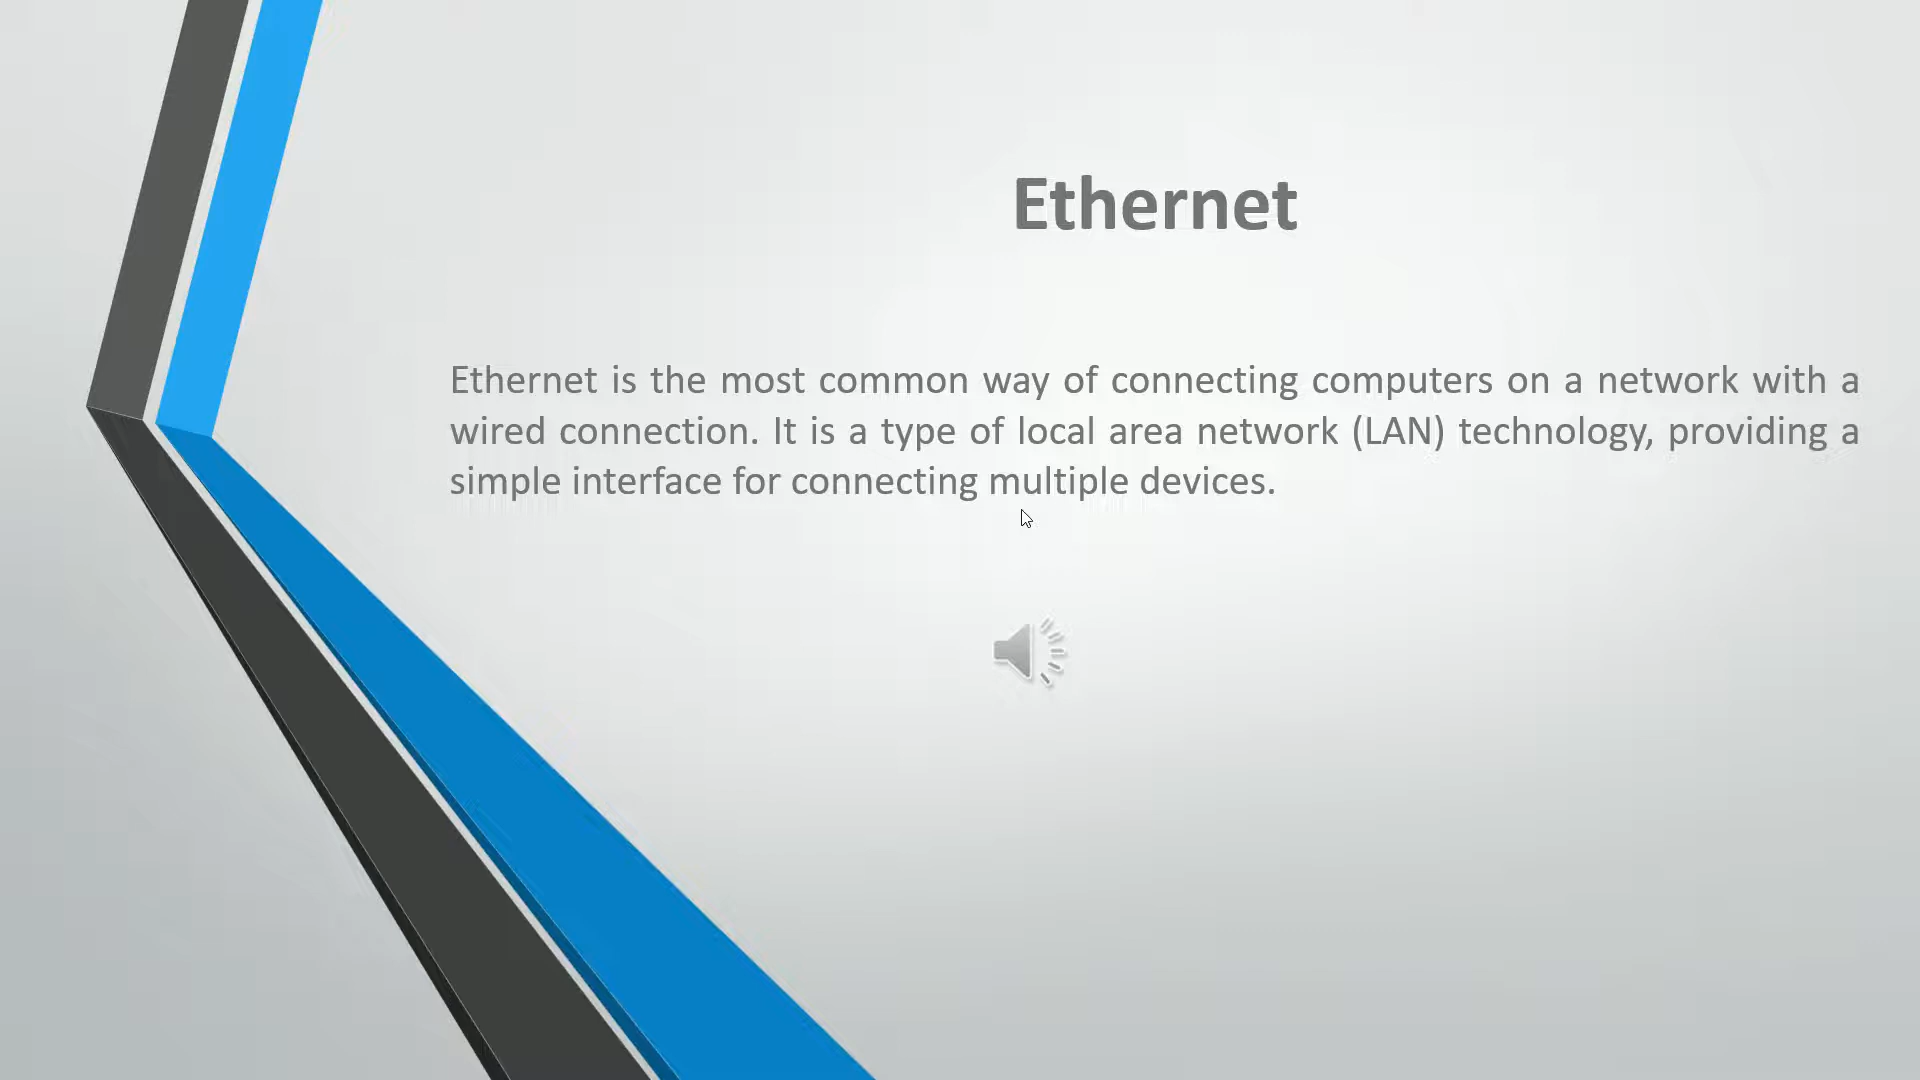 Ethernet
Ethernet is the most common way of connecting computers on a network with a
wired connection. It is a type of local area network (LAN) technology, providing a
simple interface for connecting multiple devices.